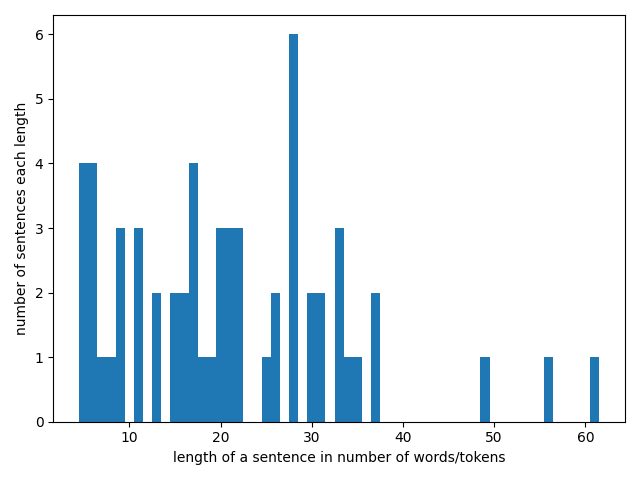 6
5
4
3
2
1
0
number of sentences each length
10 20 30 40 50 60
length of a sentence in number of words/tokens